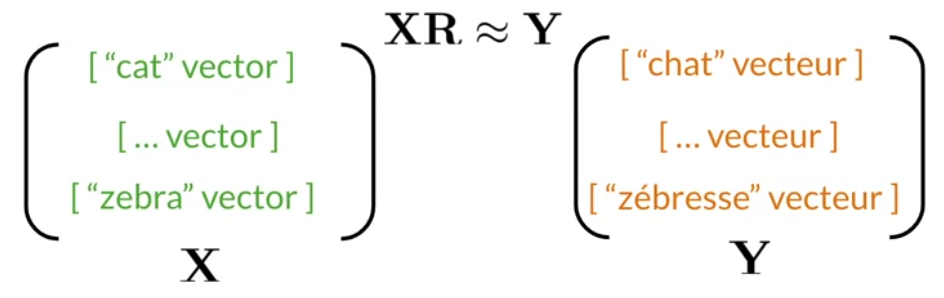 XR ≈ Y
[ “cat” vector ]
[ ... vector ]
[ “zebra” vector ]
X
[ “chat” vecteur ]
[ ... vecteur ]
[ “zébresse” vecteur ]
Y